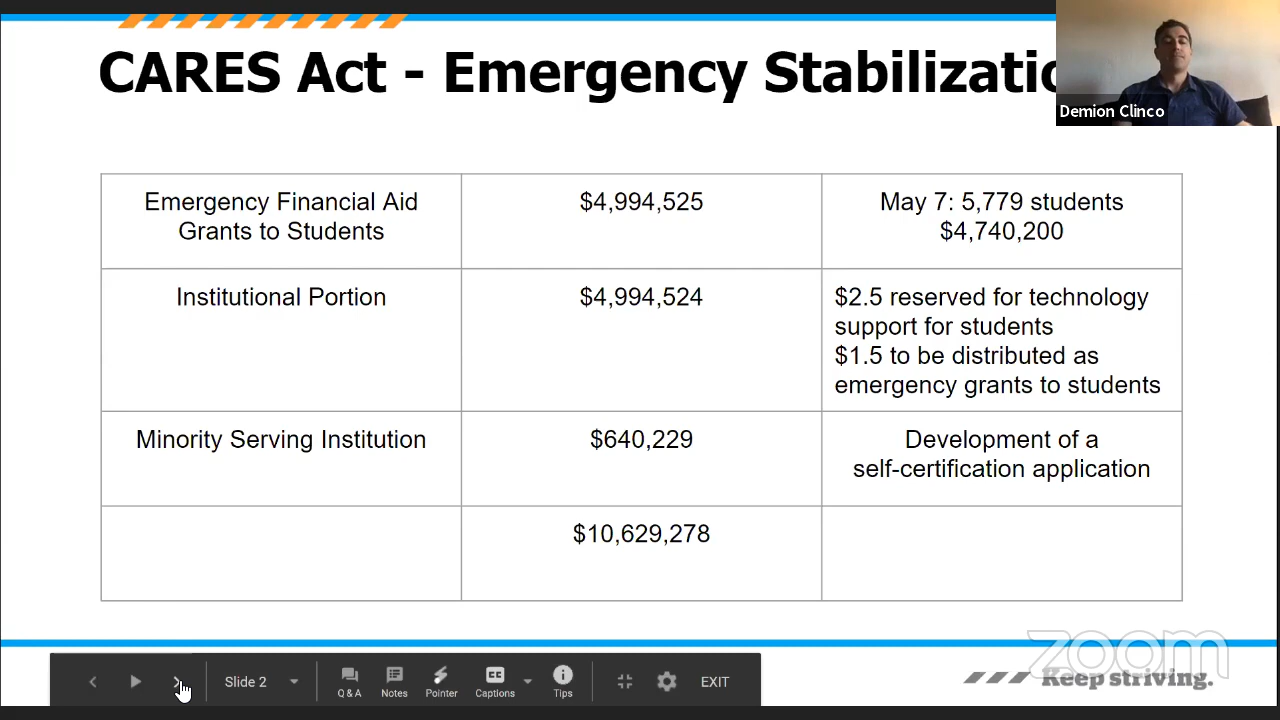 CARES Act - Emergency Stabilizatio
Demion Clinco
Emergency Financial Aid
Grants to Students
$4,994,525
May 7: 5,779 students
$4,740,200
Institutional Portion
$4,994,524
$2.5 reserved for technology
support for students
$1.5 to be distributed as
emergency grants to students
Minority Serving Institution
$640,229
Development of a
self-certification application
$10,629,278
zoom
Keep striving.
Slide 2
Q & A
Notes
Pointer
CC
Captions
Tips
EXIT